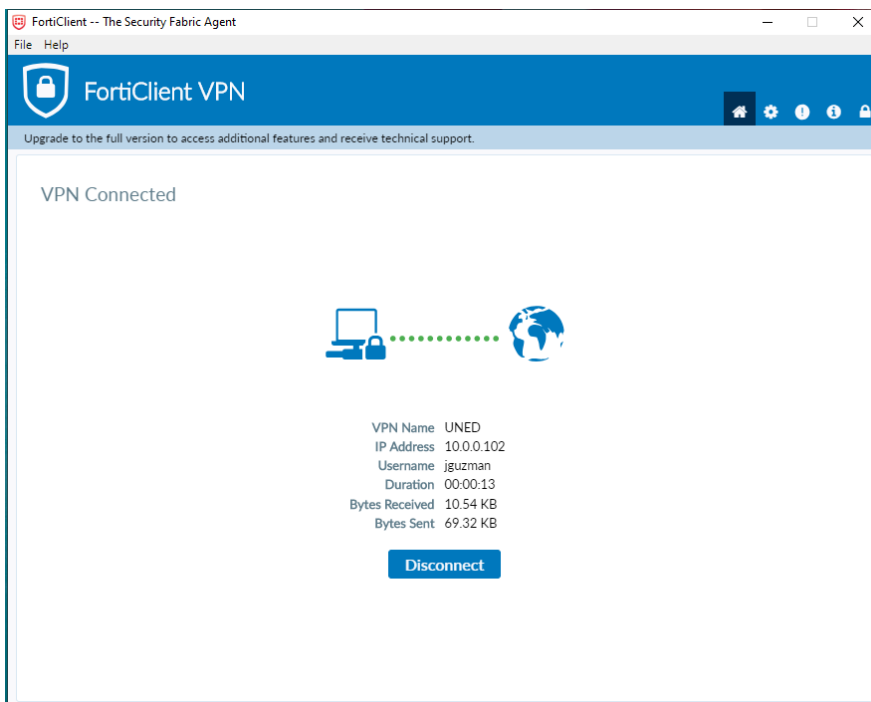 FortiClient -- The Security Fabric Agent
File Help
FortiClient VPN
Upgrade to the full version to access additional features and receive technical support.
VPN Connected
VPN Name UNED
IP Address 10.0.0.102
Username jguzman
Duration 00:00:13
Bytes Received 10.54 KB
Bytes Sent 69.32 KB
Disconnect